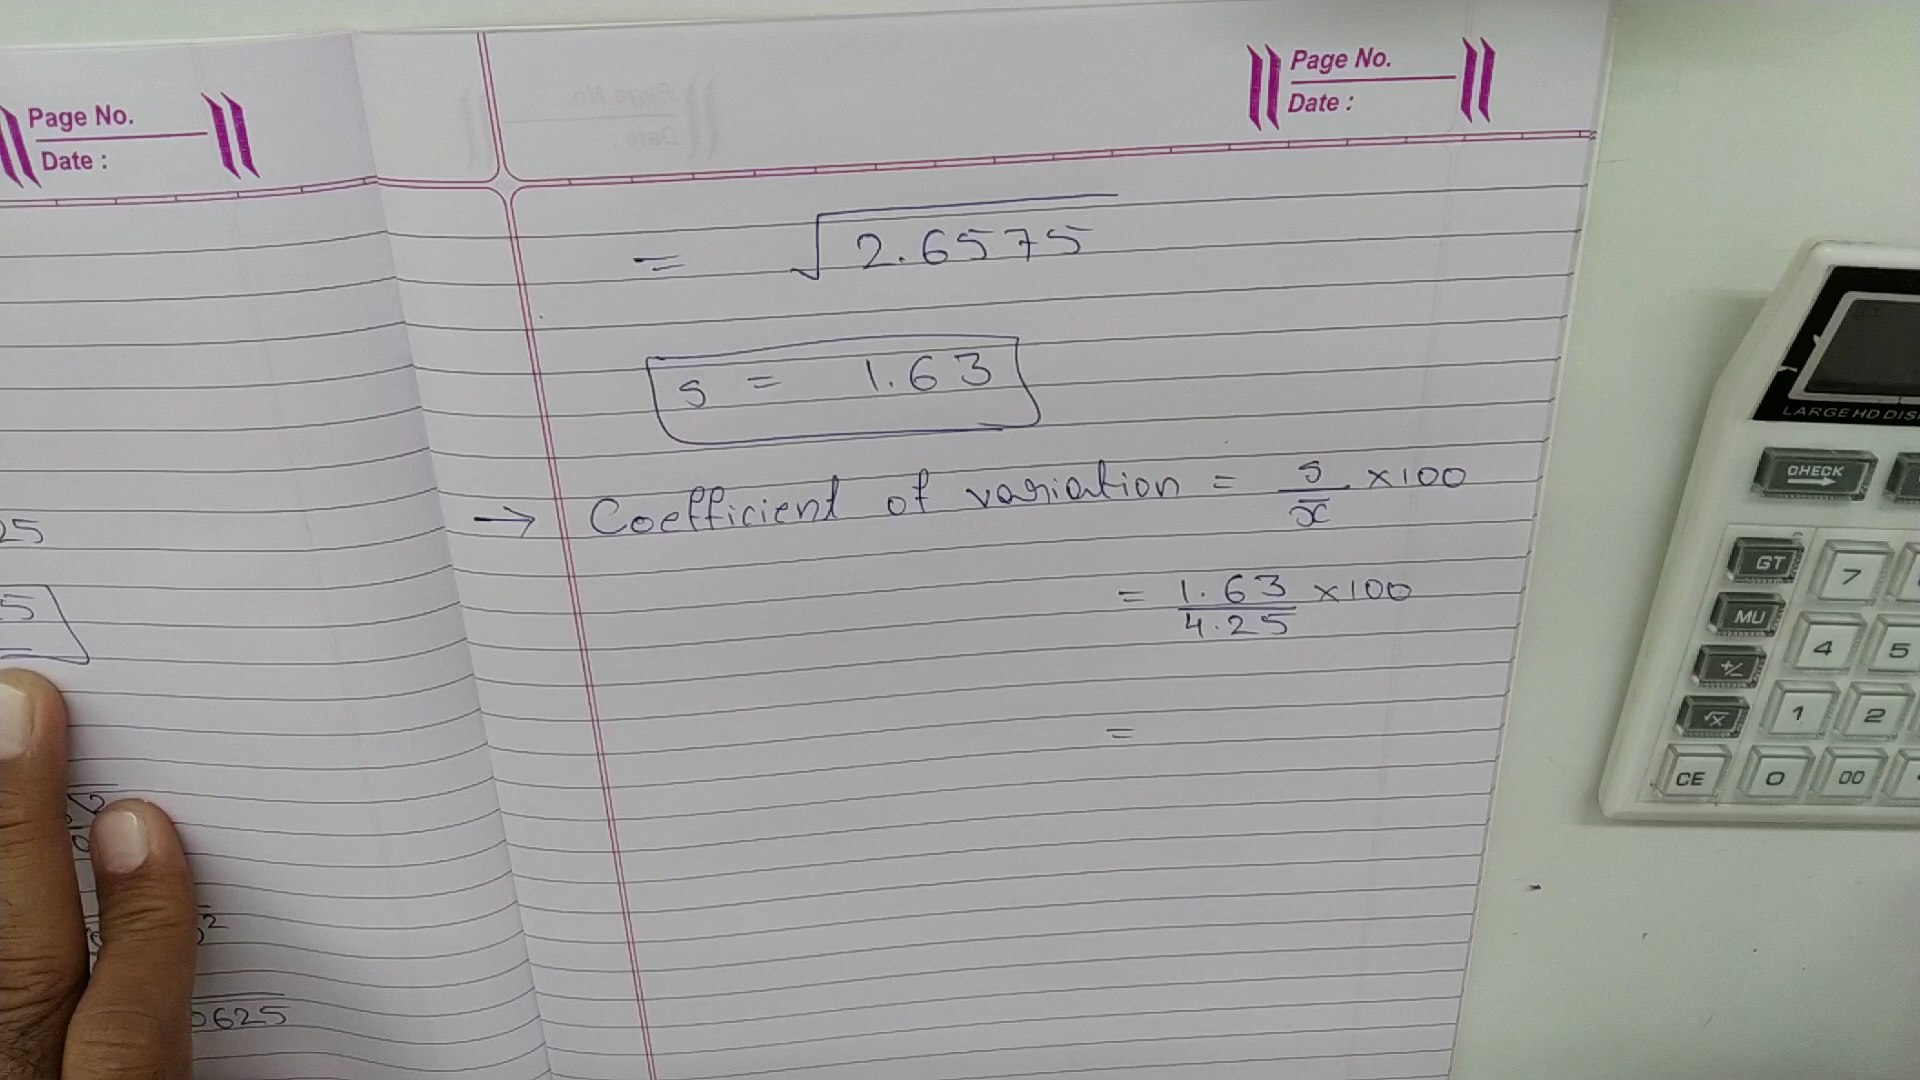 Page No.
Date :
25
5
2
0625
Page No.
Date :
= √2.6575
s = 1.63
→ Coefficient of variation = s/x̄ ×100
= 1.63/4.25 ×100
=
LARGE HD DIS
CHECK
GT 7
MU 4 5
+/- 1 2
√x
CE 0 00